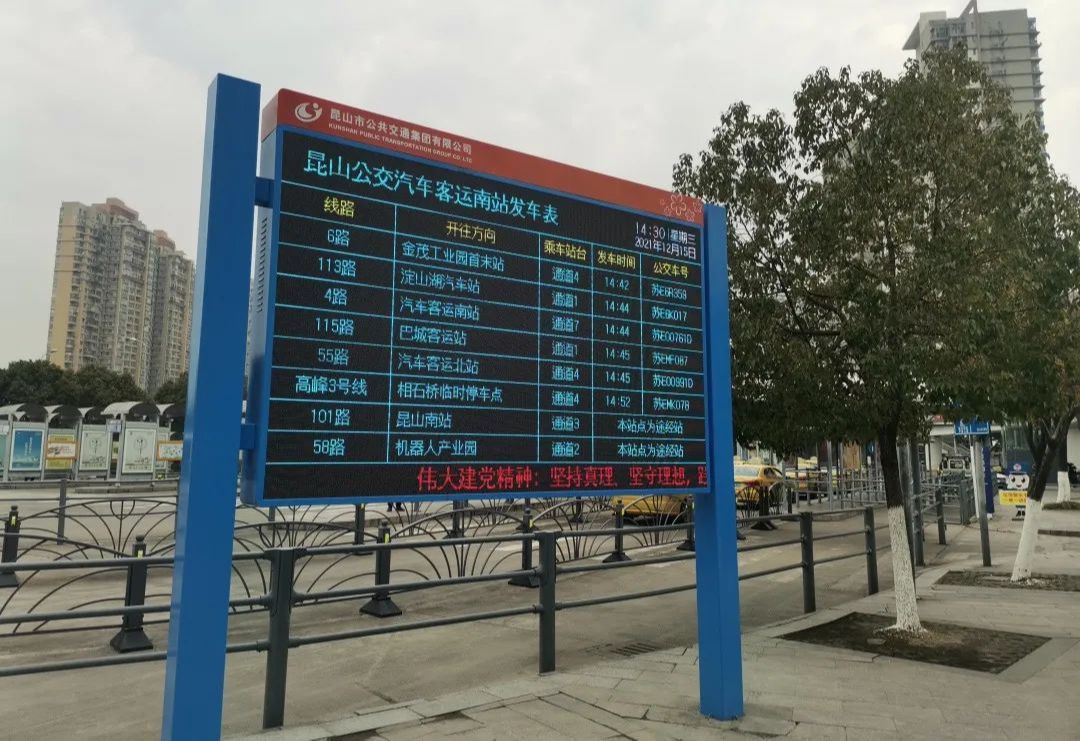 昆山市公共交通集团有限公司
KUNSHAN PUBLIC TRANSPORTATION GROUP CO. LTD
昆山公交汽车客运南站发车表
14:30 星期三
2021年12月15日
线路 开往方向 乘车站台 发车时间 公交车号
6路 金茂工业园首末站 通道4 14:42 苏E6R358
113路 淀山湖汽车站 通道1 14:44 苏E6K017
4路 汽车客运南站 通道7 14:44 苏E00761D
115路 巴城客运站 通道1 14:45 苏EMF087
55路 汽车客运北站 通道4 14:45 苏E00991D
高峰3号线 相石桥临时停车点 通道4 14:52 苏EMK078
101路 昆山南站 通道3 本站点为途经站
58路 机器人产业园 通道2 本站点为途经站
伟大建党精神：坚持真理、坚守理想，